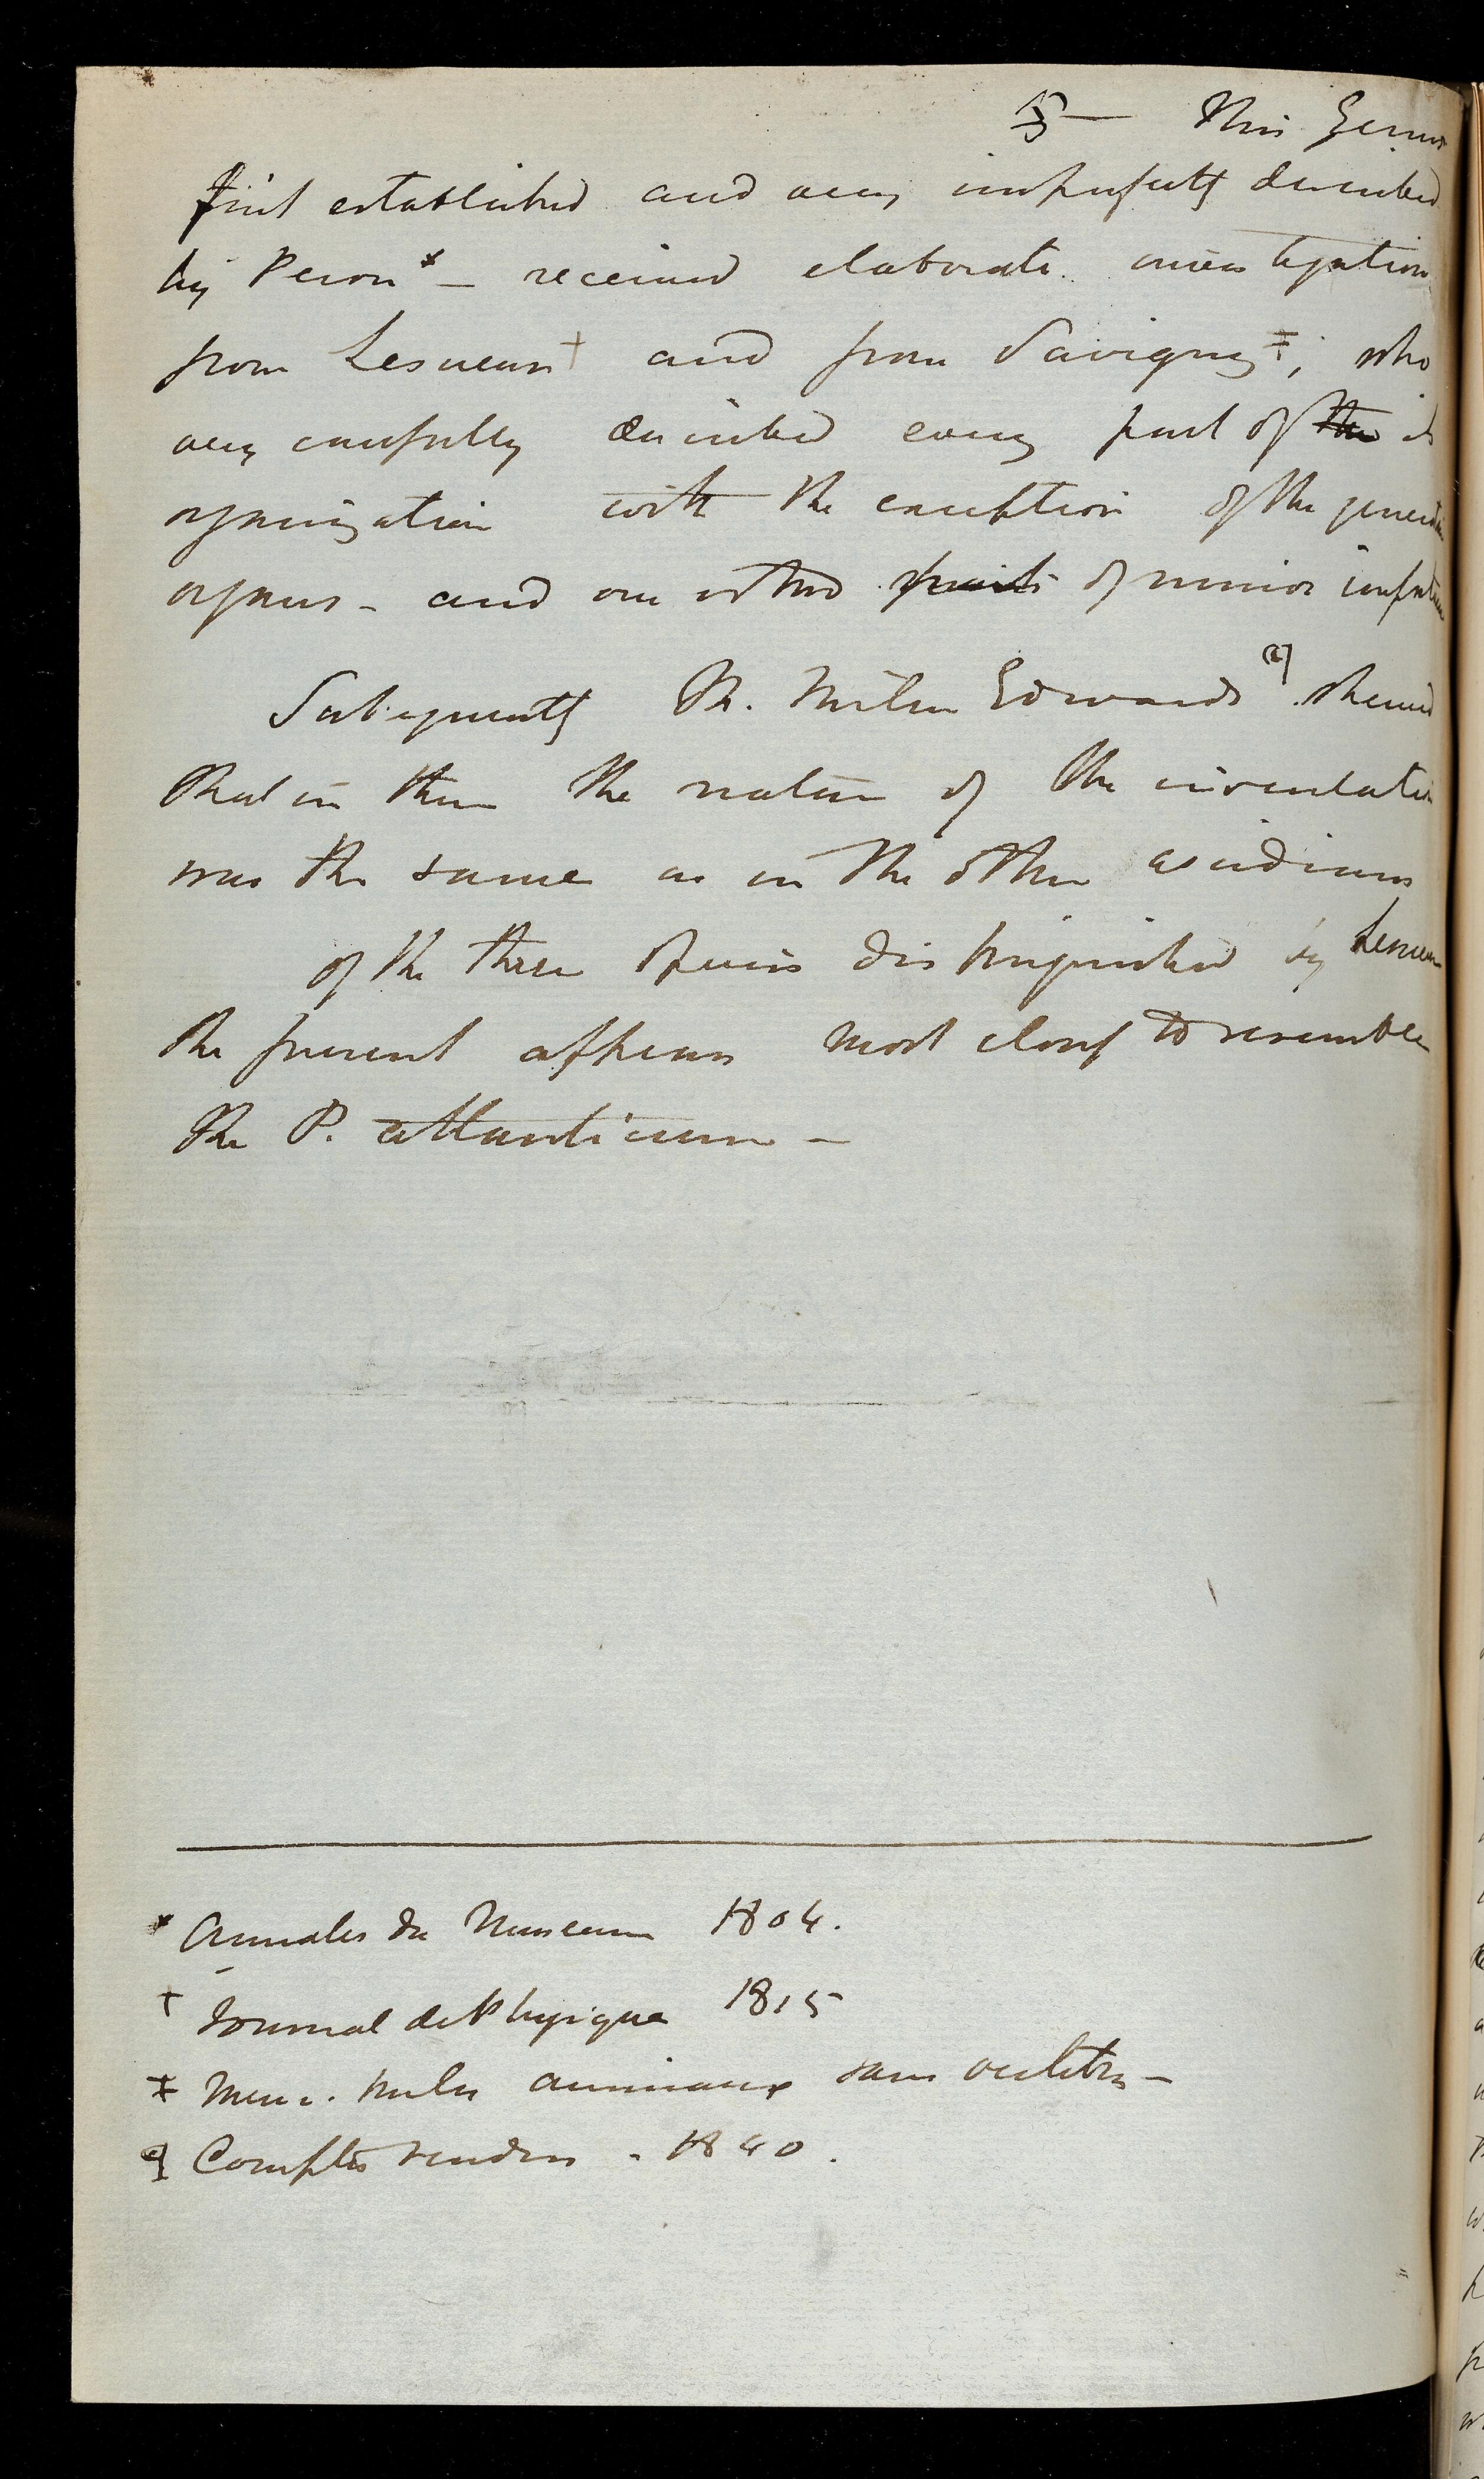 This Genus
first established and very imperfectly described
by Peron* — received elaborate investigation
from Lesueur† and from Savigny‡; who
very carefully described every part of the its
organization with the exception of the generative
organs - and one or two points of minor importance
Subsequently M. Milne Edwards (a) shewed
that in them the nature of the circulation
was the same as in the other ascidians
of the three species distinguished by Lesueur
the present appears most closely to resemble
the P. atlanticum —
* Annales du Museum 1804.
† Journal de Physique 1815
‡ Mem. sur les animaux sans vertebres —
Comptes rendus. 1840.